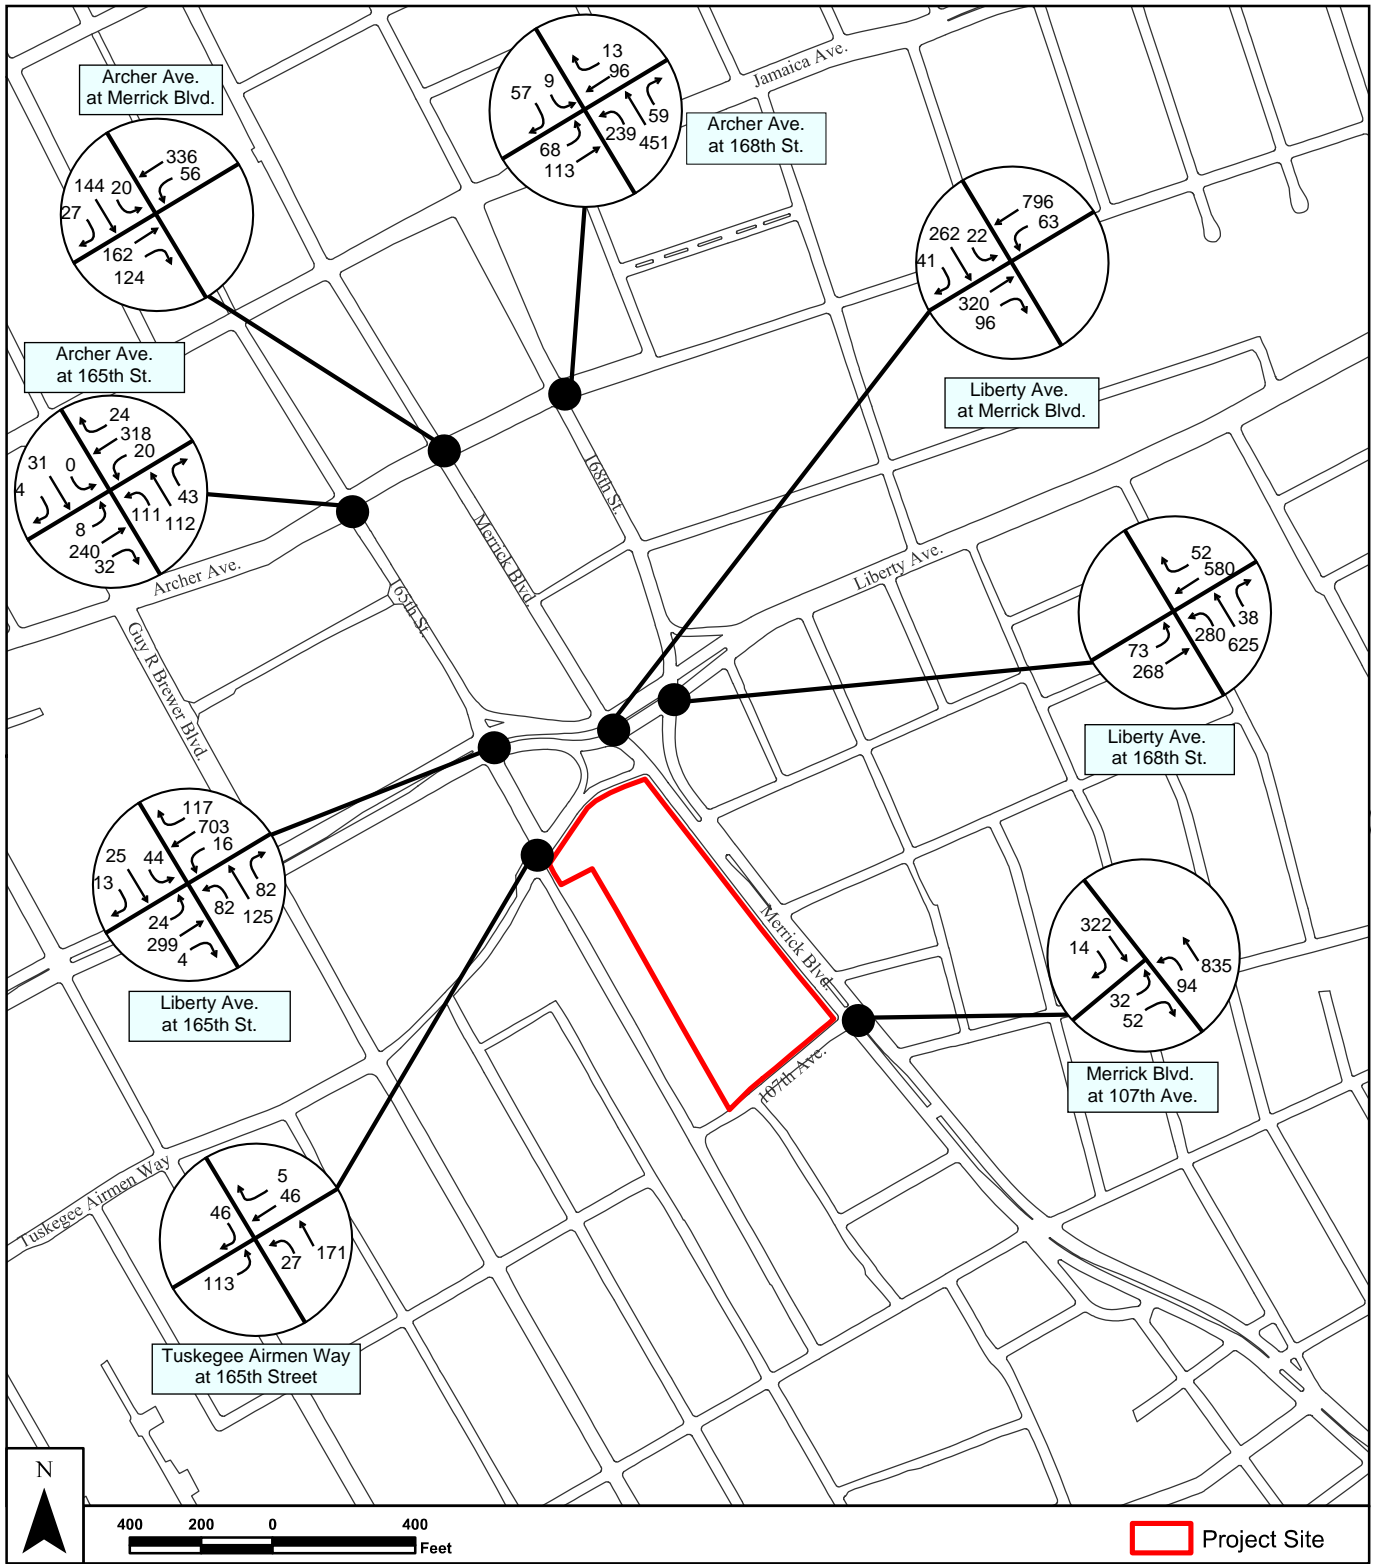 Archer Ave.
at Merrick Blvd.
336
56
144
20
27
162
124
13
96
9
57
59
239
451
68
113
Archer Ave.
at 168th St.
Jamaica Ave.
796
63
262
22
41
320
96
Liberty Ave.
at Merrick Blvd.
Archer Ave.
at 165th St.
24
318
20
31
0
4
43
111
112
8
240
32
Archer Ave.
168th St.
Merrick Blvd.
65th St.
Guy R Brewer Blvd.
Liberty Ave.
52
580
38
280
625
73
268
Liberty Ave.
at 168th St.
117
703
16
25
44
13
82
82
125
24
299
4
Liberty Ave.
at 165th St.
Merrick Blvd.
322
14
835
94
32
52
Merrick Blvd.
at 107th Ave.
107th Ave.
Tuskegee Airmen Way
5
46
46
171
27
113
Tuskegee Airmen Way
at 165th Street
N
400 200 0 400
Feet
Project Site